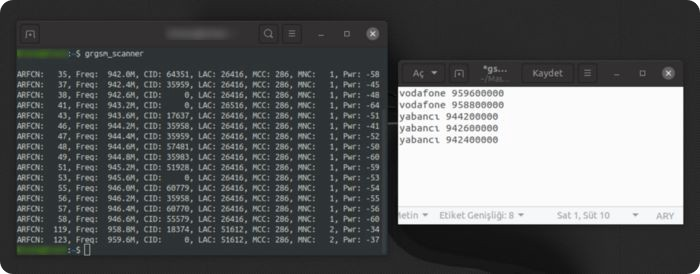 :~$ grgsm_scanner
ARFCN: 35, Freq: 942.0M, CID: 64351, LAC: 26416, MCC: 286, MNC: 1, Pwr: -58
ARFCN: 37, Freq: 942.4M, CID: 35959, LAC: 26416, MCC: 286, MNC: 1, Pwr: -45
ARFCN: 38, Freq: 942.6M, CID: 0, LAC: 26416, MCC: 286, MNC: 1, Pwr: -48
ARFCN: 41, Freq: 943.2M, CID: 0, LAC: 26516, MCC: 286, MNC: 1, Pwr: -64
ARFCN: 43, Freq: 943.6M, CID: 17637, LAC: 26416, MCC: 286, MNC: 1, Pwr: -51
ARFCN: 46, Freq: 944.2M, CID: 35958, LAC: 26416, MCC: 286, MNC: 1, Pwr: -41
ARFCN: 47, Freq: 944.4M, CID: 35959, LAC: 26416, MCC: 286, MNC: 1, Pwr: -52
ARFCN: 48, Freq: 944.6M, CID: 57481, LAC: 26416, MCC: 286, MNC: 1, Pwr: -50
ARFCN: 49, Freq: 944.8M, CID: 35983, LAC: 26416, MCC: 286, MNC: 1, Pwr: -60
ARFCN: 51, Freq: 945.2M, CID: 51928, LAC: 26416, MCC: 286, MNC: 1, Pwr: -59
ARFCN: 53, Freq: 945.6M, CID: 0, LAC: 26416, MCC: 286, MNC: 1, Pwr: -53
ARFCN: 55, Freq: 946.0M, CID: 60779, LAC: 26416, MCC: 286, MNC: 1, Pwr: -54
ARFCN: 56, Freq: 946.2M, CID: 35958, LAC: 26416, MCC: 286, MNC: 1, Pwr: -55
ARFCN: 57, Freq: 946.4M, CID: 60770, LAC: 26416, MCC: 286, MNC: 1, Pwr: -56
ARFCN: 58, Freq: 946.6M, CID: 55579, LAC: 26416, MCC: 286, MNC: 1, Pwr: -60
ARFCN: 119, Freq: 958.8M, CID: 18374, LAC: 51612, MCC: 286, MNC: 2, Pwr: -34
ARFCN: 123, Freq: 959.6M, CID: 0, LAC: 51612, MCC: 286, MNC: 2, Pwr: -37
:~$
Aç *gs... Kaydet
~/Mas...
vodafone 959600000
vodafone 958800000
yabancı 944200000
yabancı 942600000
yabancı 942400000
Metin Etiket Genişliği: 8 Sat 1, Süt 10 ARY